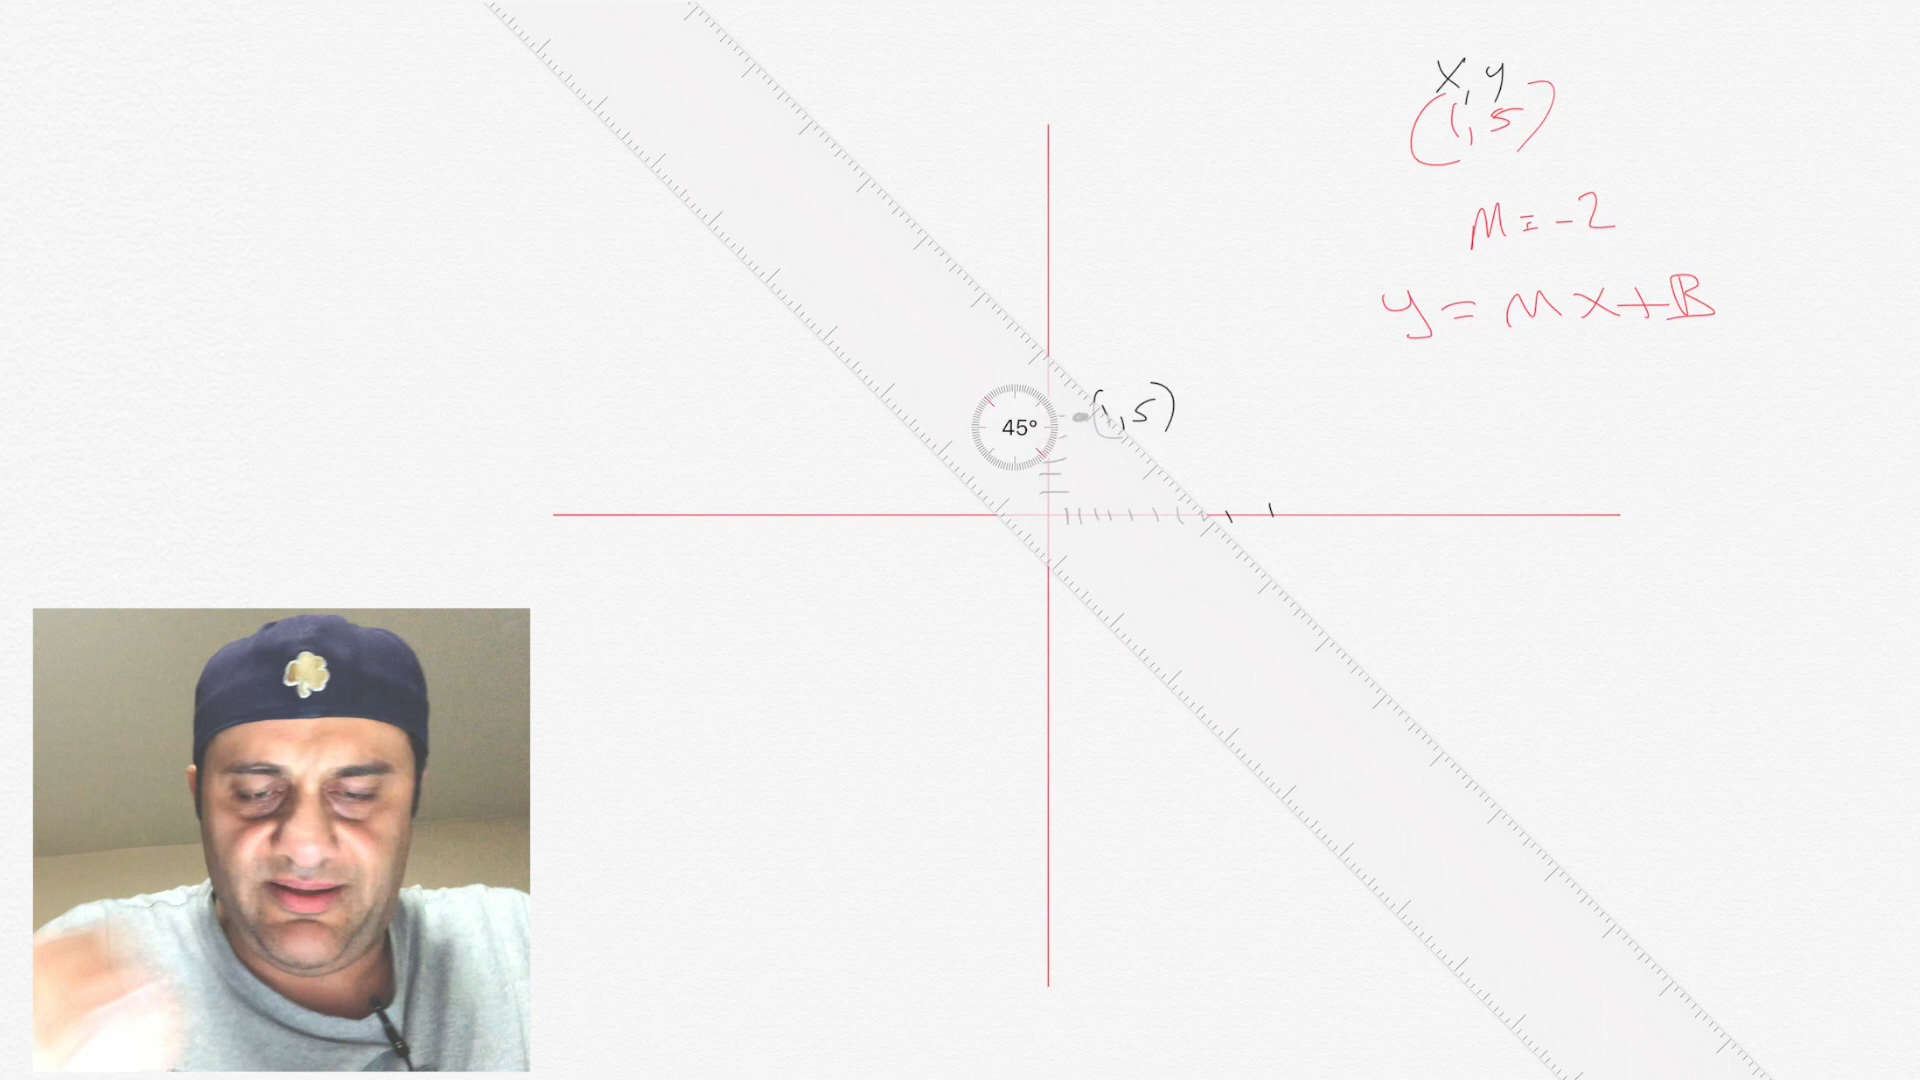 x, y
(1, 5)
M = -2
y = Mx+B
(1, 5)
45°